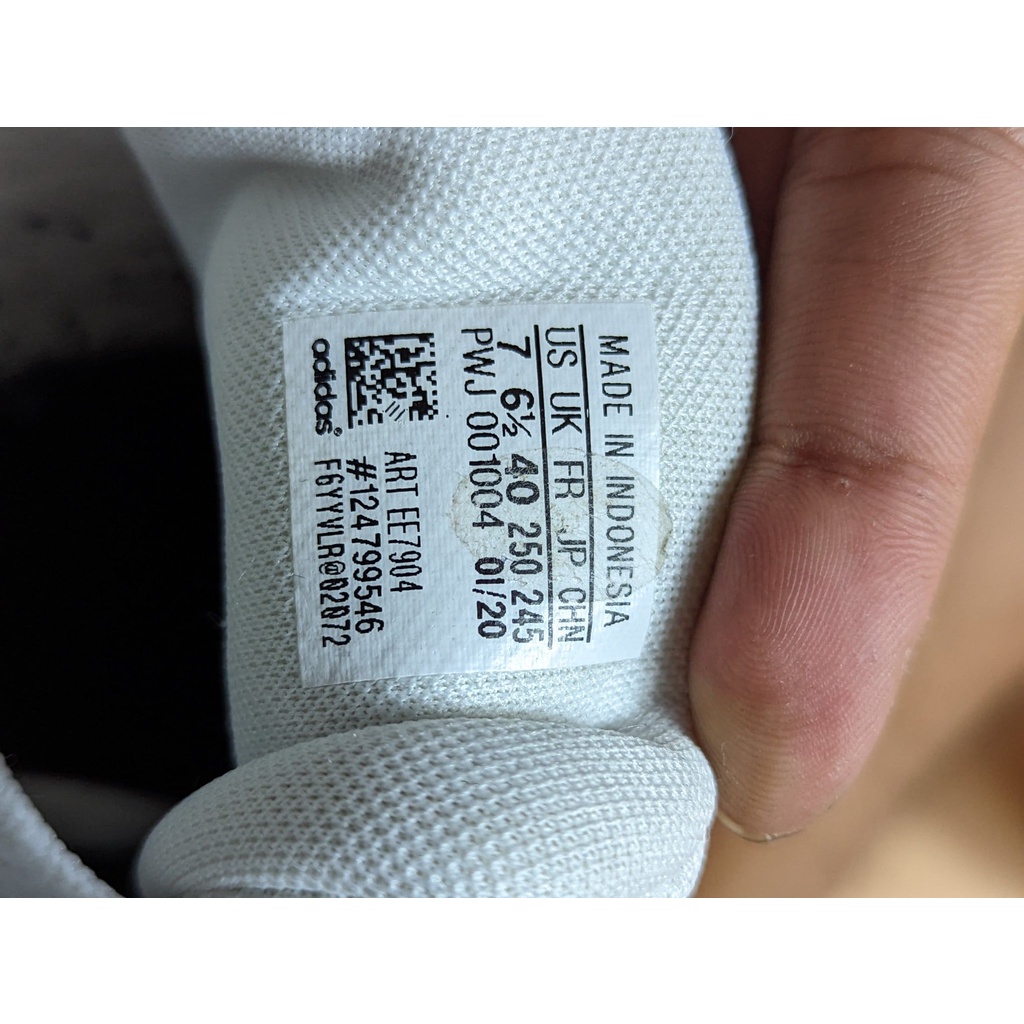 MADE IN INDONESIA
US UK FR JP CHN
7 6½ 40 250 245
PWJ 001004 01/20
ART EE7904
#124799546
adidas®
F6YYVLR@02072